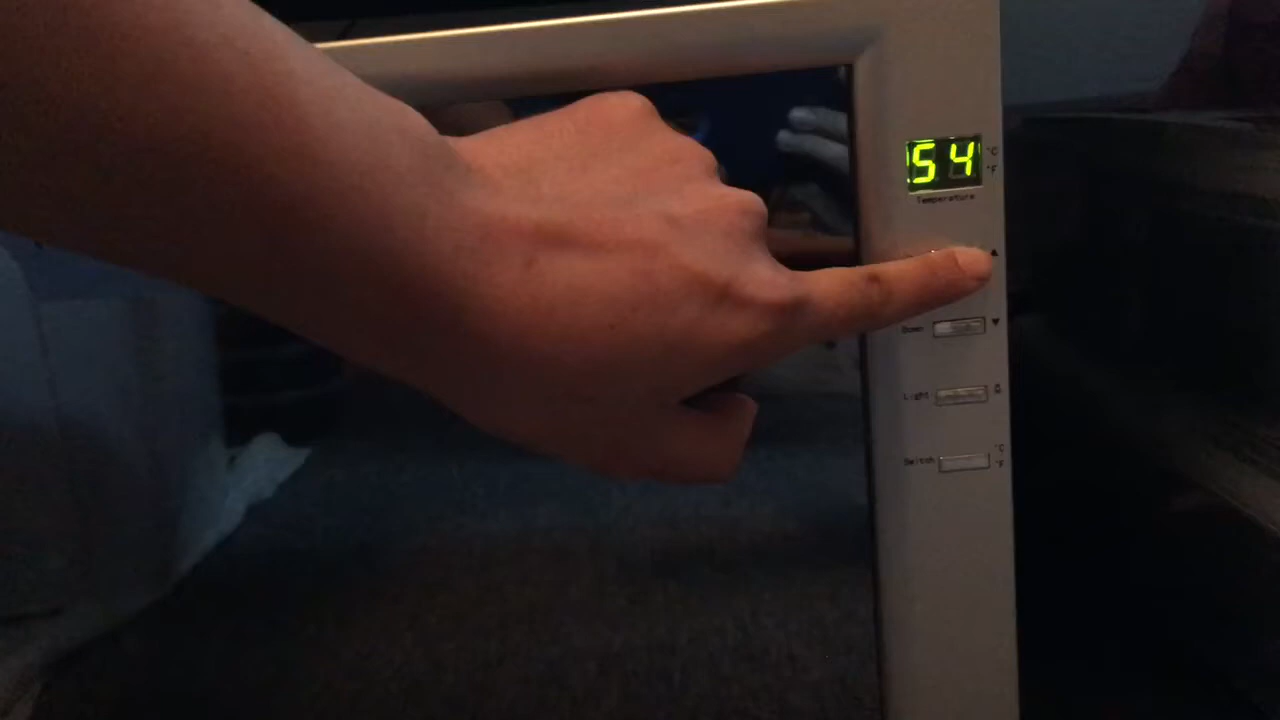 54
°C
°F
Temperature
▲
Down ▼
Light
Switch °C
°F